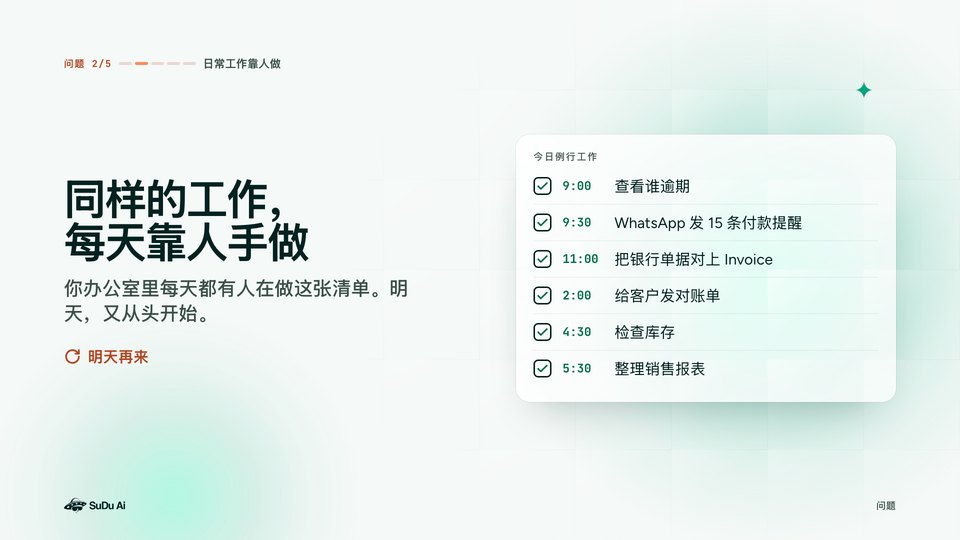 问题 2/5 日常工作靠人做
同样的工作,
每天靠人手做
你办公室里每天都有人在做这张清单。明
天，又从头开始。
明天再来
今日例行工作
9:00 查看谁逾期
9:30 WhatsApp 发 15 条付款提醒
11:00 把银行单据对上 Invoice
2:00 给客户发对账单
4:30 检查库存
5:30 整理销售报表
SuDu Ai
问题